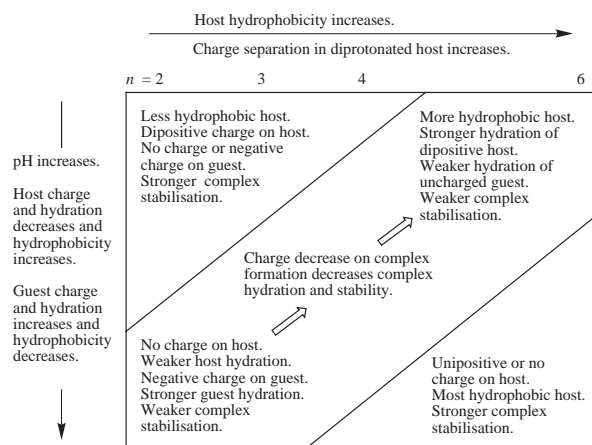 Host hydrophobicity increases.
Charge separation in diprotonated host increases.
n = 2 3 4 6
Less hydrophobic host.
Dipositive charge on host.
No charge or negative
charge on guest.
Stronger complex
stabilisation.
More hydrophobic host.
Stronger hydration of
dipositive host.
Weaker hydration of
uncharged guest.
Weaker complex
stabilisation.
pH increases.
Host charge
and hydration
decreases and
hydrophobicity
increases.
Guest charge
and hydration
increases and
hydrophobicity
decreases.
Charge decrease on complex
formation decreases complex
hydration and stability.
No charge on host.
Weaker host hydration.
Negative charge on guest.
Stronger guest hydration.
Weaker complex
stabilisation.
Unipositive or no
charge on host.
Most hydrophobic host.
Stronger complex
stabilisation.